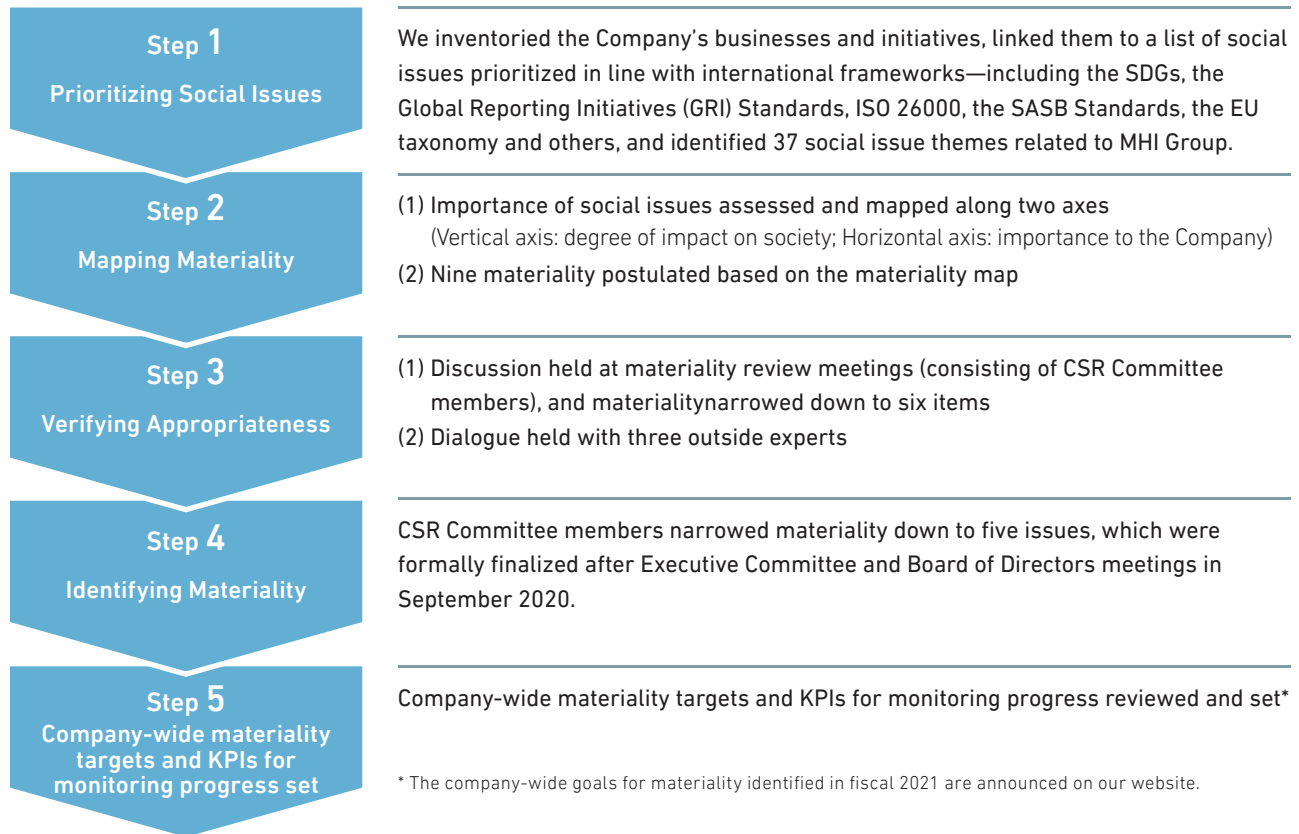 Step 1
Prioritizing Social Issues
We inventoried the Company’s businesses and initiatives, linked them to a list of social
issues prioritized in line with international frameworks—including the SDGs, the
Global Reporting Initiatives (GRI) Standards, ISO 26000, the SASB Standards, the EU
taxonomy and others, and identified 37 social issue themes related to MHI Group.
Step 2
Mapping Materiality
(1) Importance of social issues assessed and mapped along two axes
(Vertical axis: degree of impact on society; Horizontal axis: importance to the Company)
(2) Nine materiality postulated based on the materiality map
Step 3
Verifying Appropriateness
(1) Discussion held at materiality review meetings (consisting of CSR Committee
members), and materialitynarrowed down to six items
(2) Dialogue held with three outside experts
Step 4
Identifying Materiality
CSR Committee members narrowed materiality down to five issues, which were
formally finalized after Executive Committee and Board of Directors meetings in
September 2020.
Step 5
Company-wide materiality
targets and KPIs for
monitoring progress set
Company-wide materiality targets and KPIs for monitoring progress reviewed and set*
* The company-wide goals for materiality identified in fiscal 2021 are announced on our website.